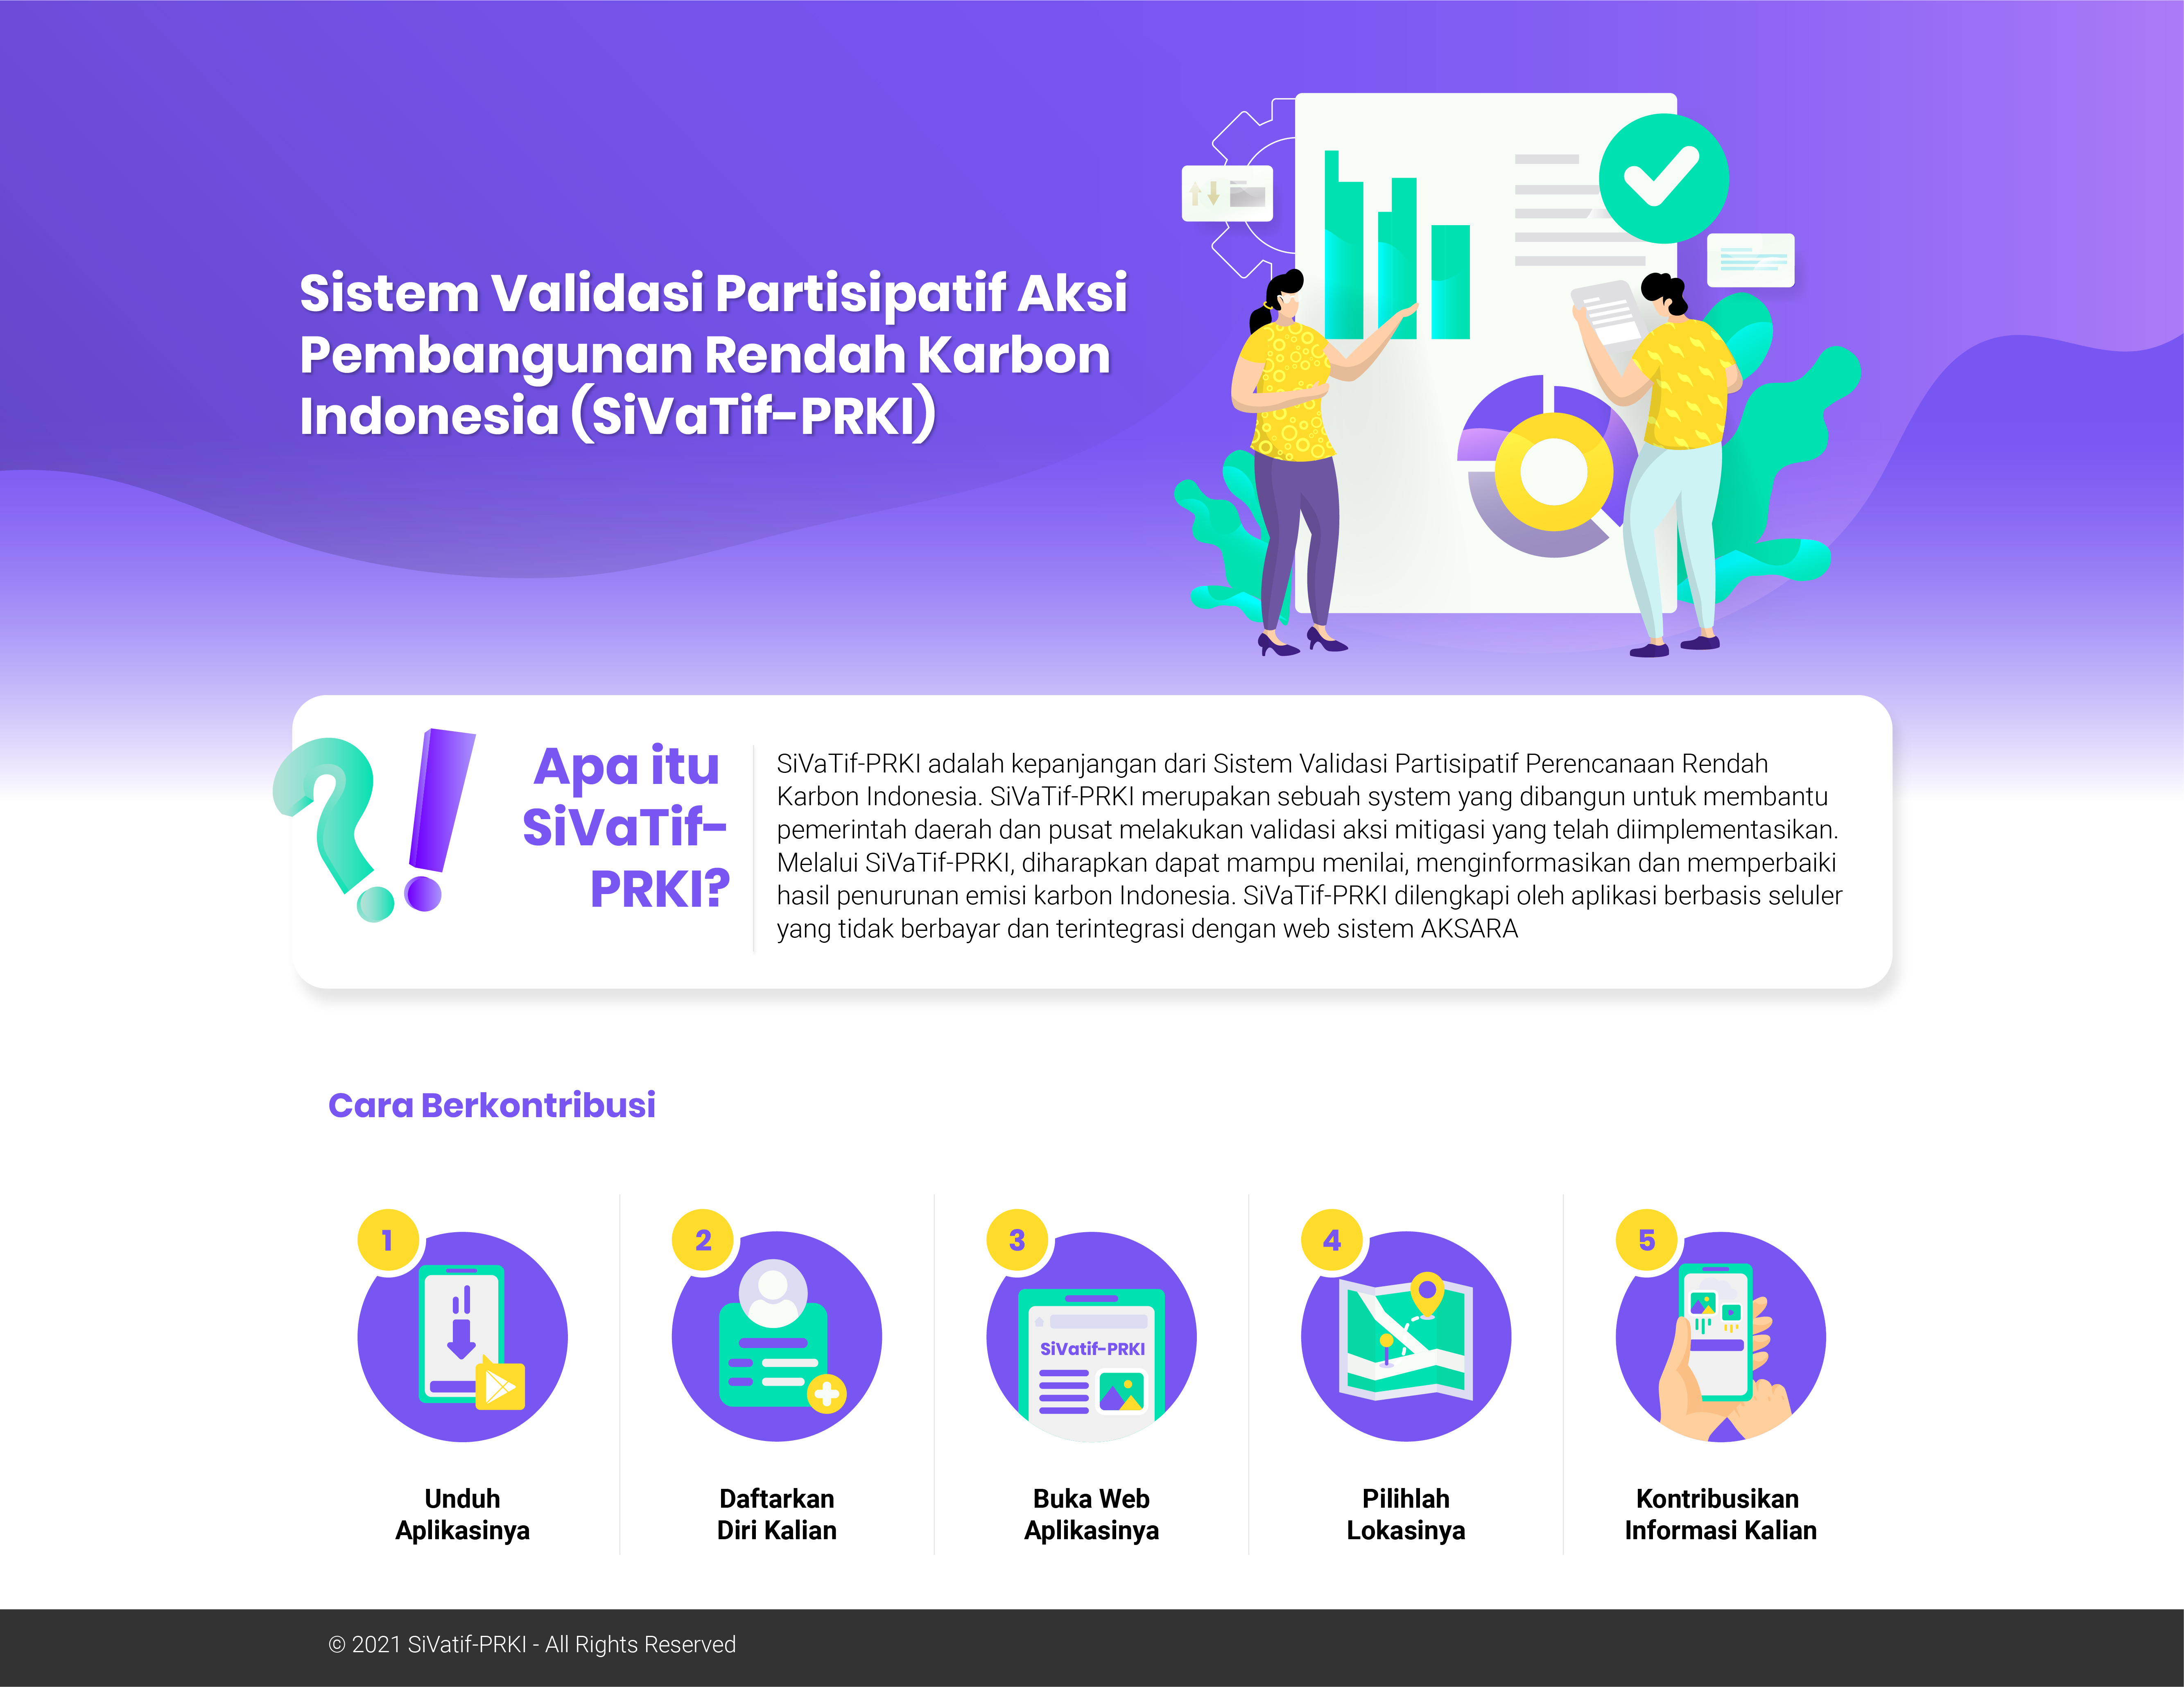 Sistem Validasi Partisipatif Aksi
Pembangunan Rendah Karbon
Indonesia (SiVaTif-PRKI)
Apa itu
SiVaTif-
PRKI?
SiVaTif-PRKI adalah kepanjangan dari Sistem Validasi Partisipatif Perencanaan Rendah
Karbon Indonesia. SiVaTif-PRKI merupakan sebuah system yang dibangun untuk membantu
pemerintah daerah dan pusat melakukan validasi aksi mitigasi yang telah diimplementasikan.
Melalui SiVaTif-PRKI, diharapkan dapat mampu menilai, menginformasikan dan memperbaiki
hasil penurunan emisi karbon Indonesia. SiVaTif-PRKI dilengkapi oleh aplikasi berbasis seluler
yang tidak berbayar dan terintegrasi dengan web sistem AKSARA
Cara Berkontribusi
1
Unduh
Aplikasinya
2
Daftarkan
Diri Kalian
3
SiVatif-PRKI
Buka Web
Aplikasinya
4
Pilihlah
Lokasinya
5
Kontribusikan
Informasi Kalian
© 2021 SiVatif-PRKI - All Rights Reserved